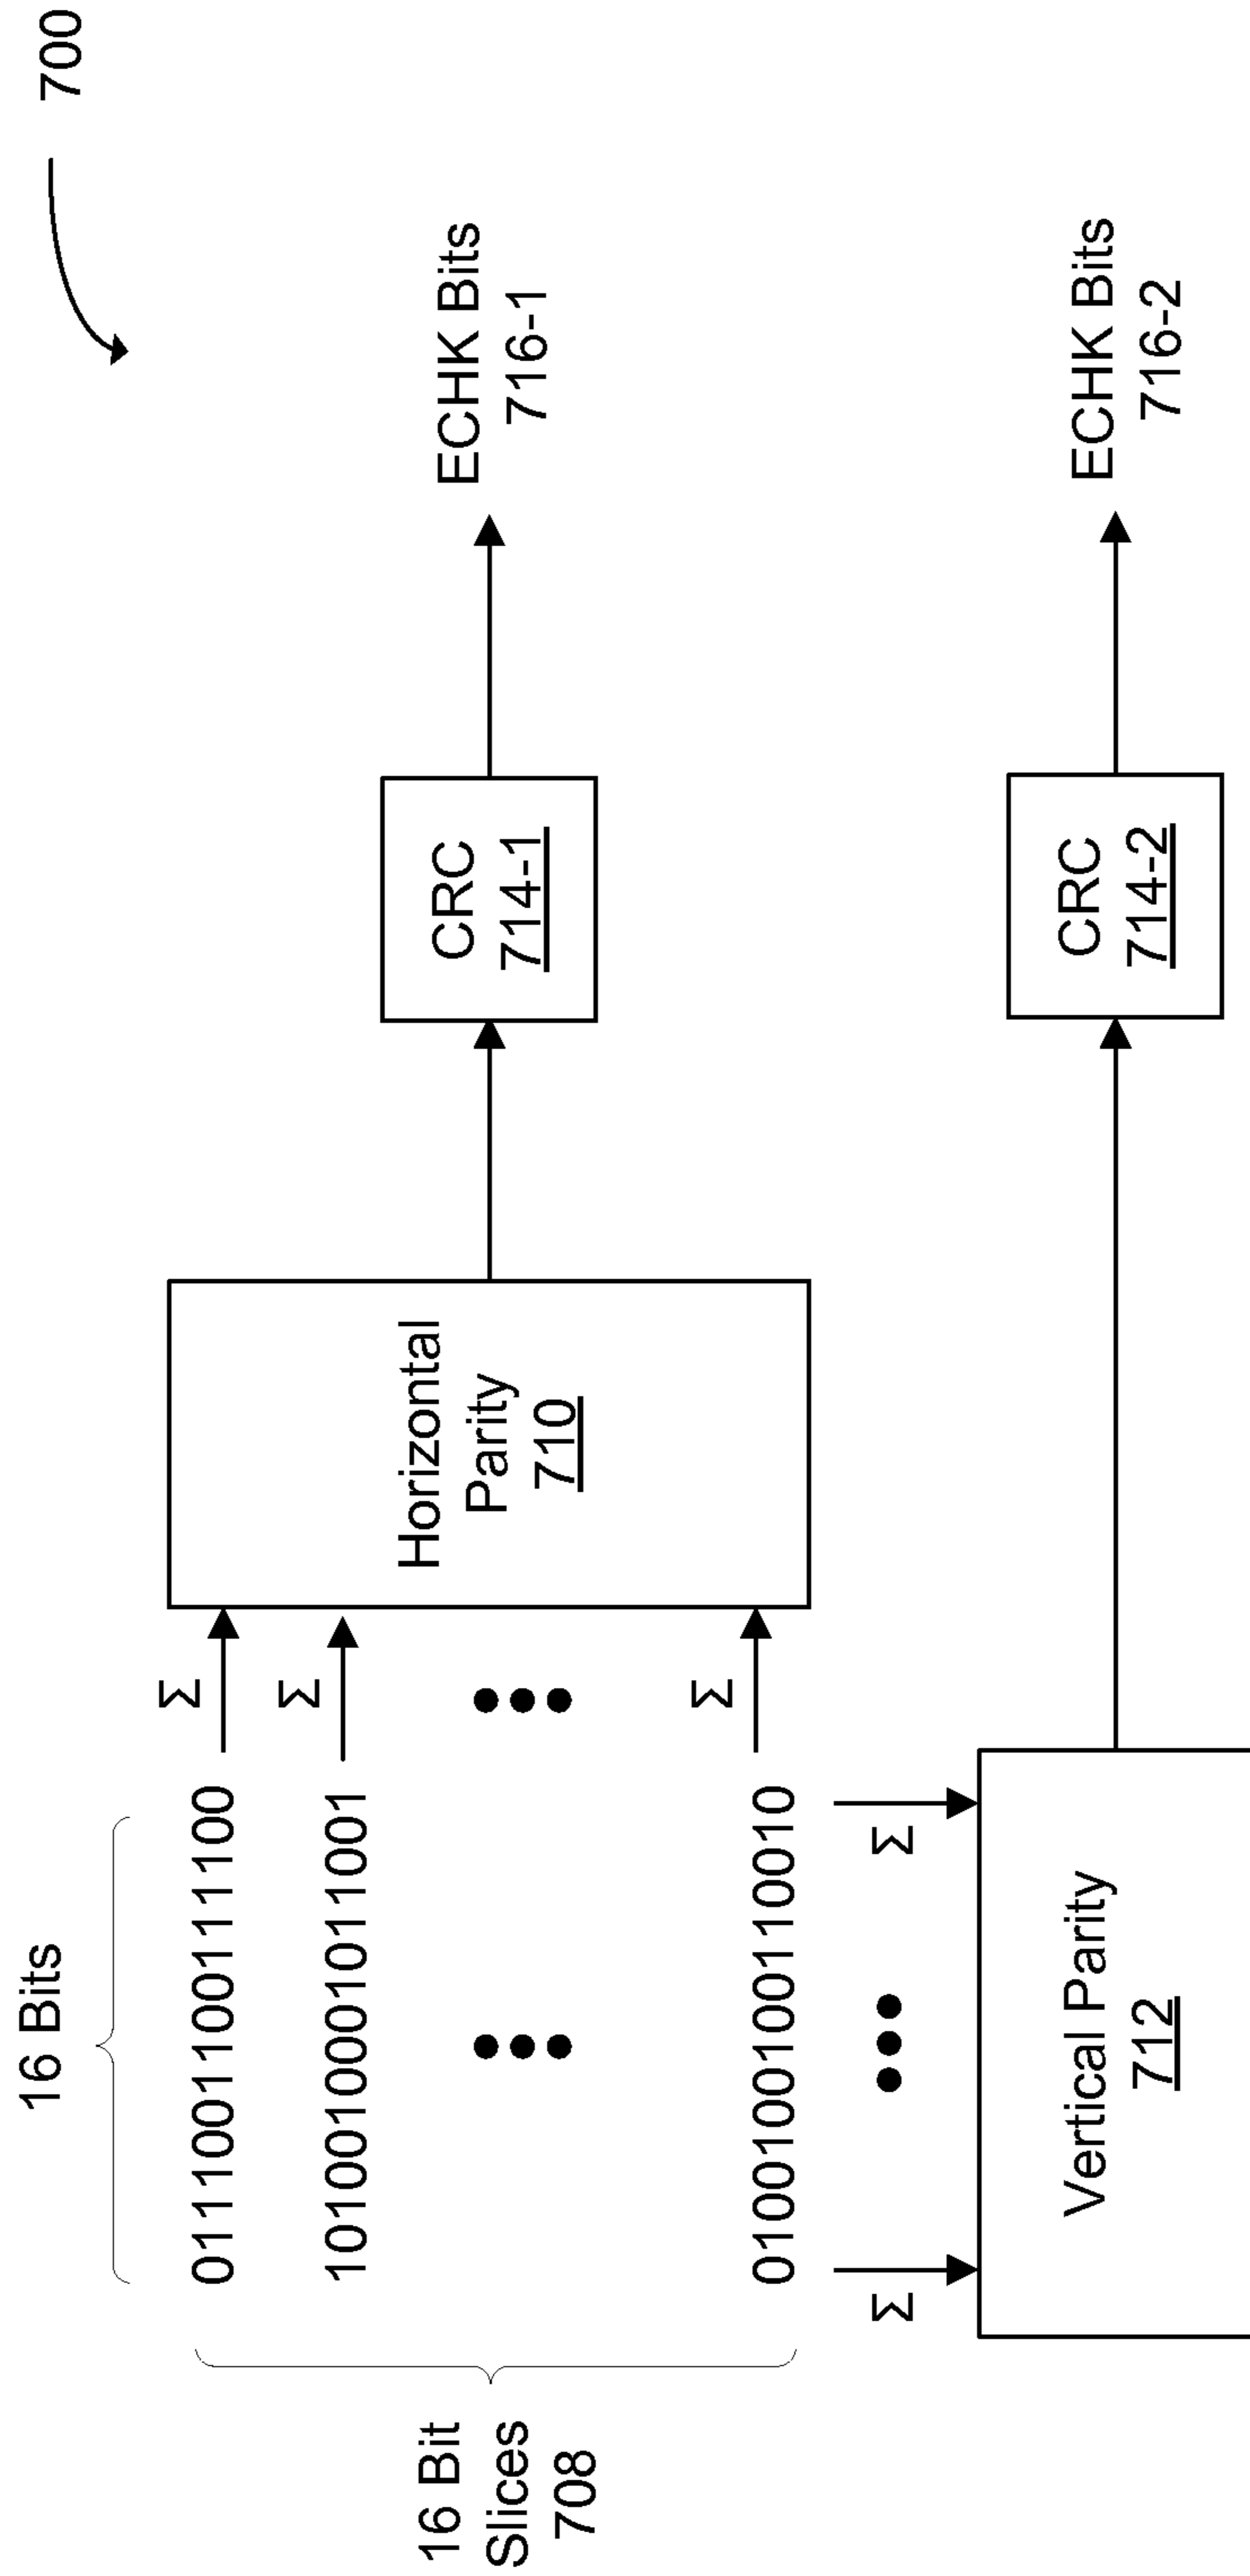 700
16 Bits
0111001100111100
Σ
1010010001011001
Σ
16 Bit
Slices
708
0100100100110010
Σ
Horizontal
Parity
710
CRC
714-1
ECHK Bits
716-1
Σ
Σ
Vertical Parity
712
CRC
714-2
ECHK Bits
716-2